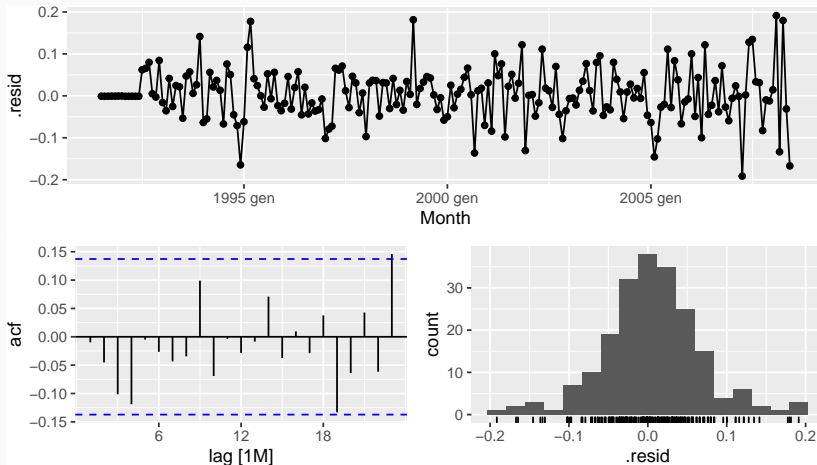 0.2
0.1
0.0
−0.1
−0.2
.resid
1995 gen
2000 gen
2005 gen
Month
0.15
0.10
0.05
0.00
−0.05
−0.10
−0.15
acf
6
12
18
lag [1M]
30
20
10
0
count
−0.2
−0.1
0.0
0.1
0.2
.resid